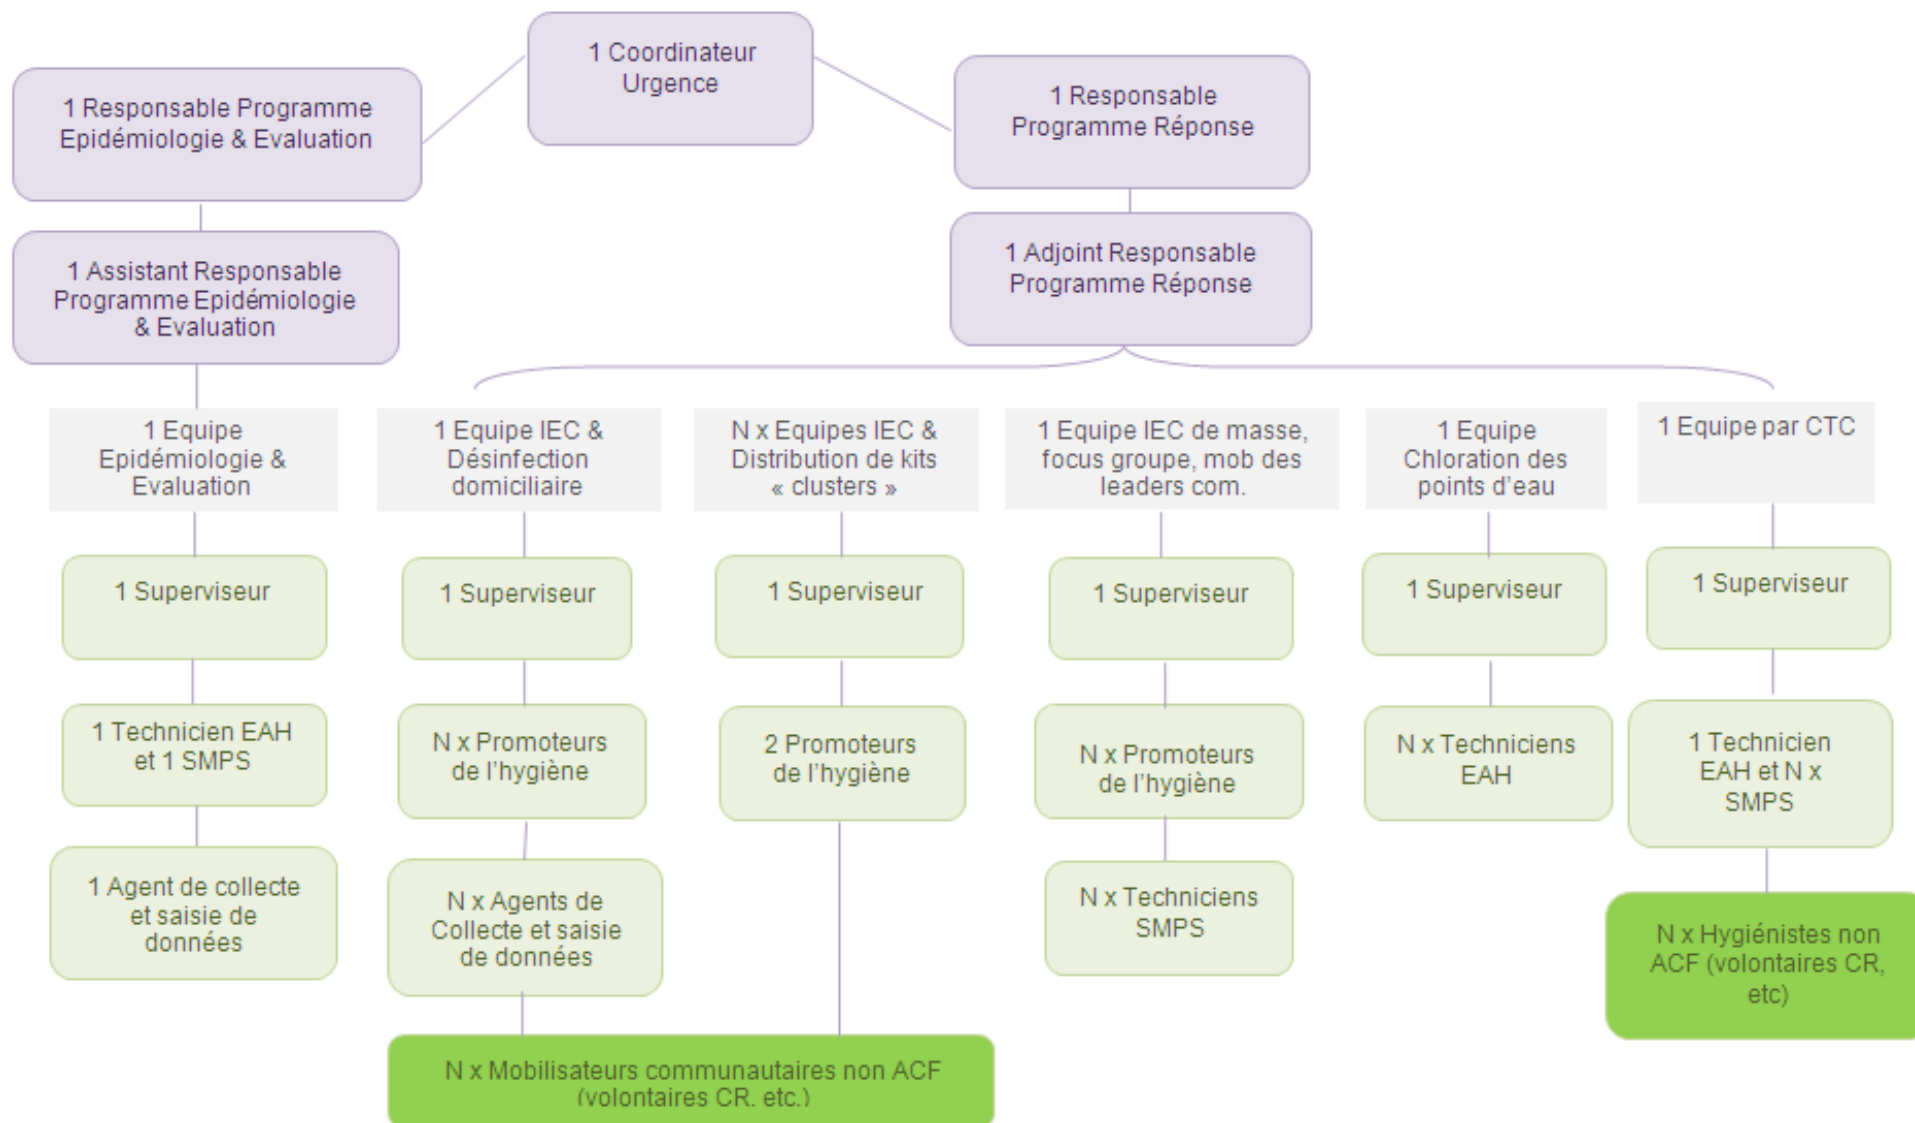 1 Coordinateur
Urgence
1 Responsable Programme
Epidémiologie & Evaluation
1 Responsable
Programme Réponse
1 Assistant Responsable
Programme Epidémiologie
& Evaluation
1 Adjoint Responsable
Programme Réponse
1 Equipe
Epidémiologie &
Evaluation
1 Equipe IEC &
Désinfection
domiciliaire
N x Equipes IEC &
Distribution de kits
« clusters »
1 Equipe IEC de masse,
focus groupe, mob des
leaders com.
1 Equipe
Chloration des
points d'eau
1 Equipe par CTC
1 Superviseur
1 Superviseur
1 Superviseur
1 Superviseur
1 Superviseur
1 Superviseur
1 Technicien EAH
et 1 SMPS
N x Promoteurs
de l'hygiène
2 Promoteurs
de l'hygiène
N x Promoteurs
de l'hygiène
N x Techniciens
EAH
1 Technicien
EAH et N x
SMPS
1 Agent de collecte
et saisie de
données
N x Agents de
Collecte et saisie
de données
N x Techniciens
SMPS
N x Hygiénistes non
ACF (volontaires CR,
etc)
N x Mobilisateurs communautaires non ACF
(volontaires CR. etc.)